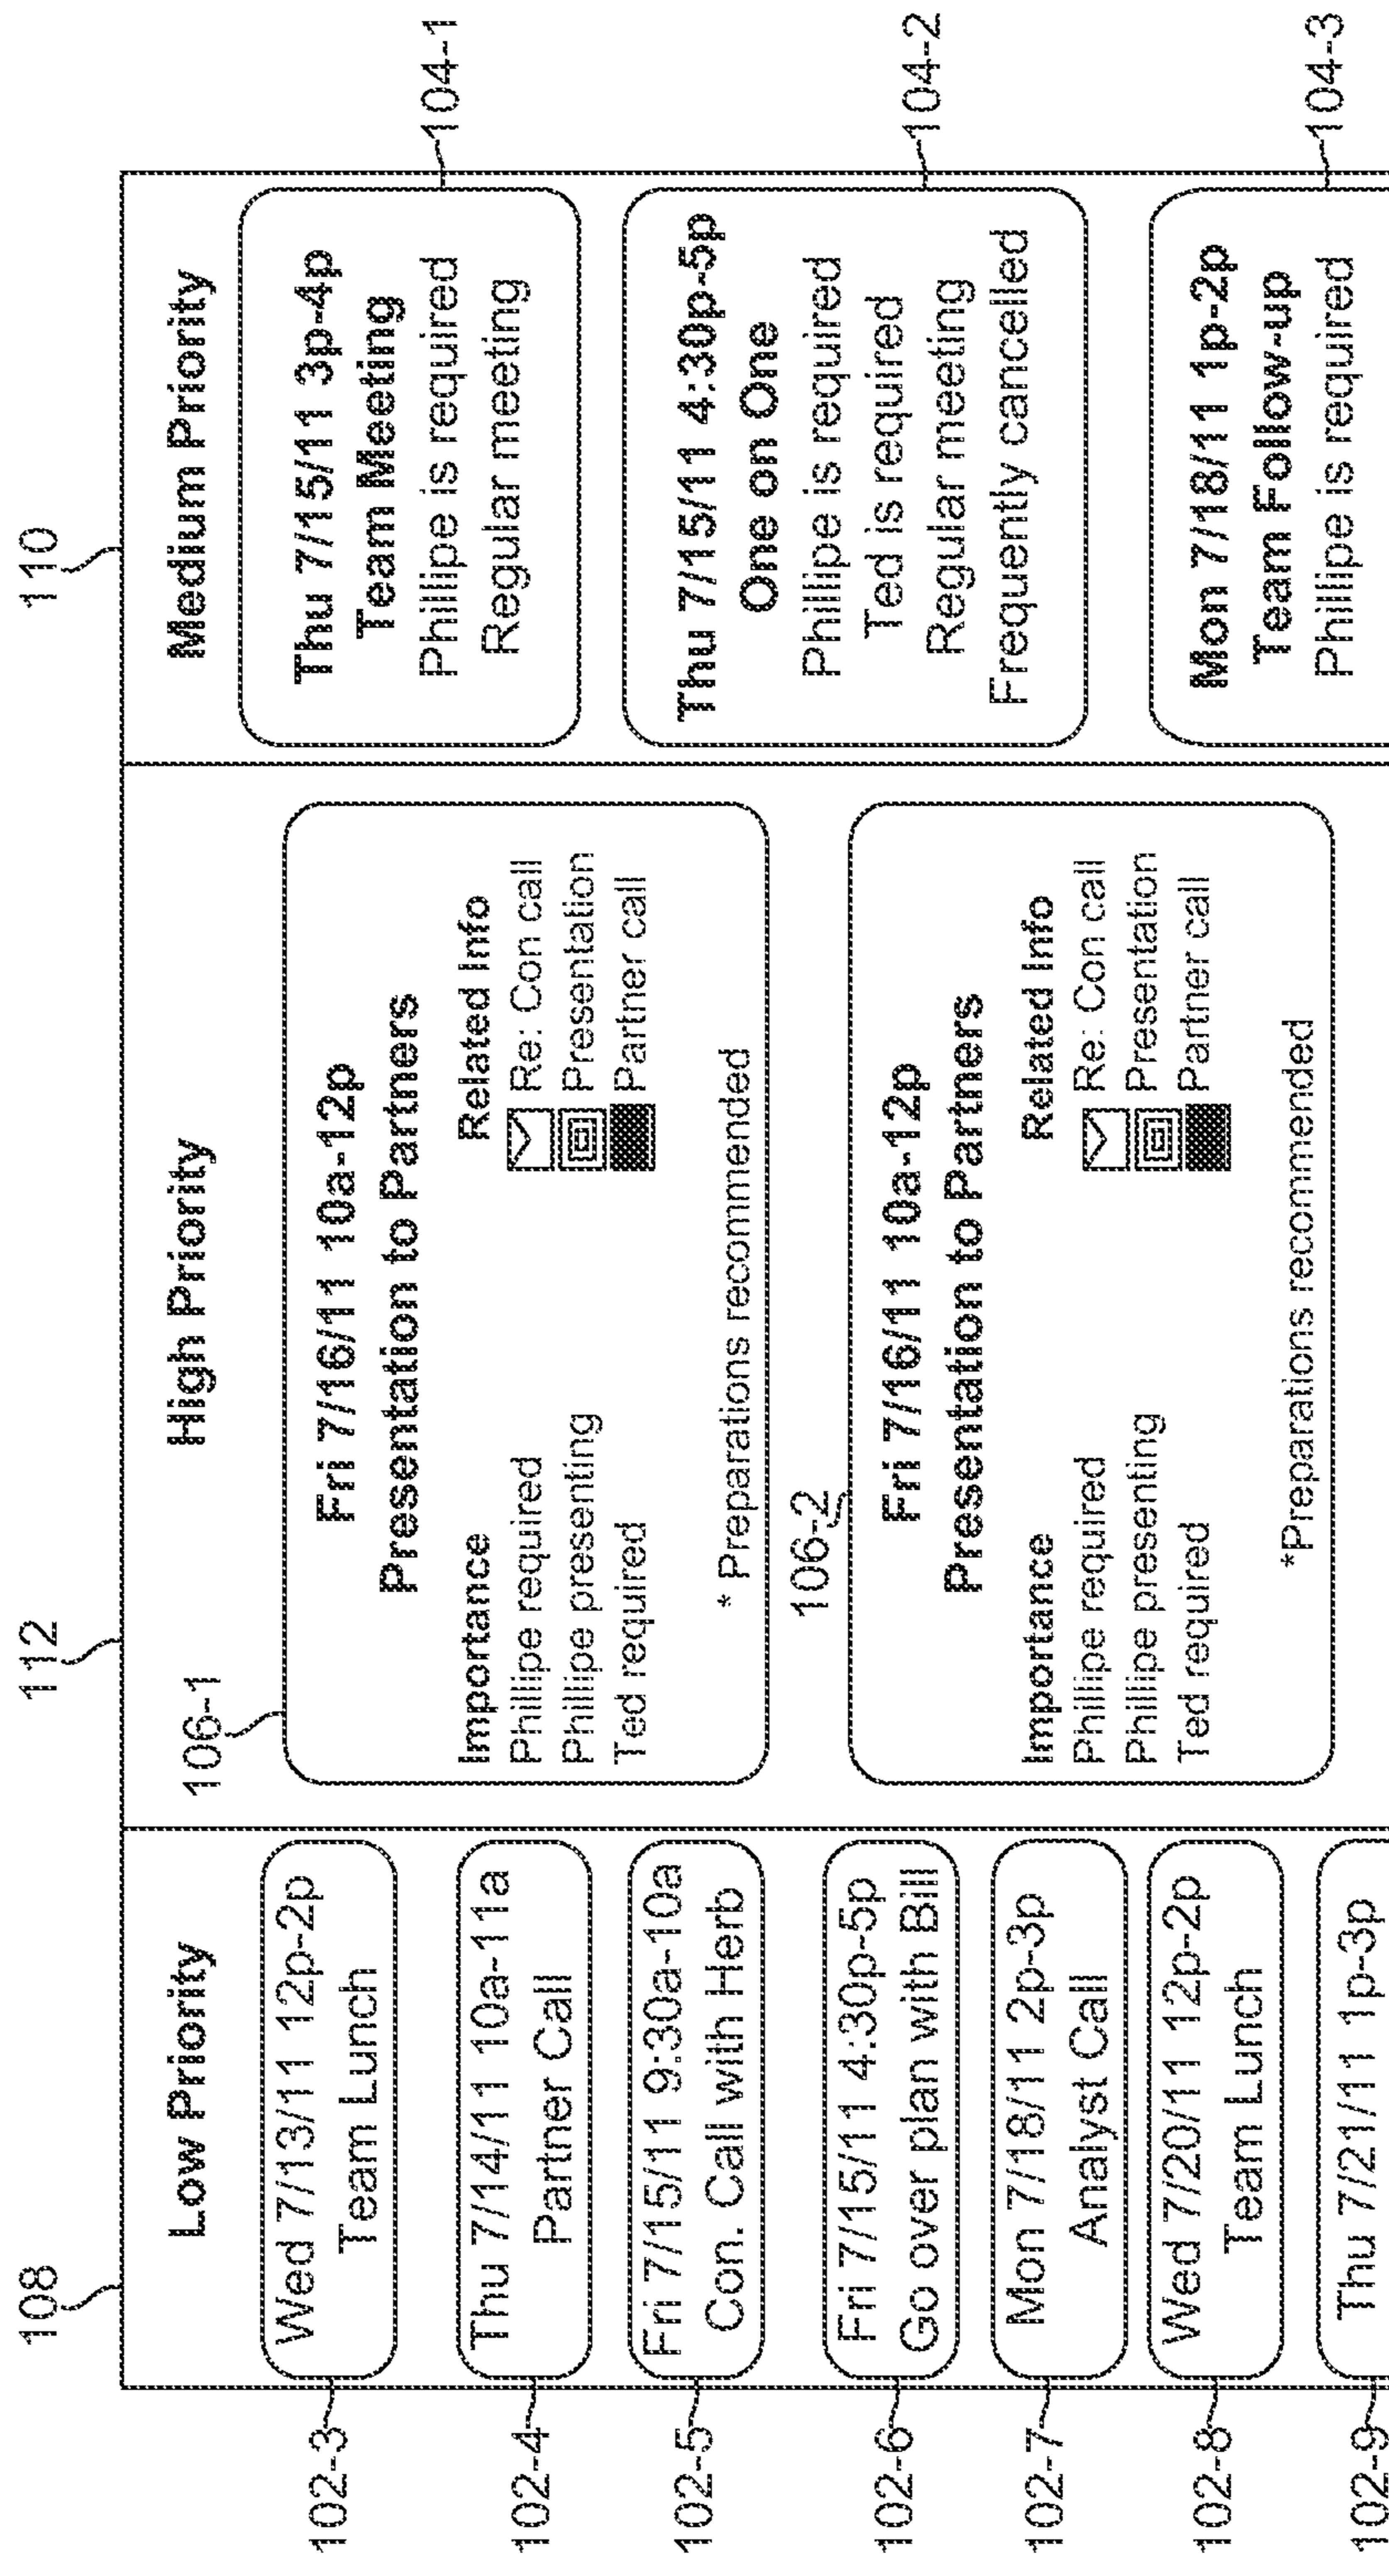 108
112
110
Low Priority
102-3
Wed 7/13/11 12p-2p
Team Lunch
102-4
Thu 7/14/11 10a-11a
Partner Call
102-5
Fri 7/15/11 9:30a-10a
Con. Call with Herb
102-6
Fri 7/15/11 4:30p-5p
Go over plan with Bill
102-7
Mon 7/18/11 2p-3p
Analyst Call
102-8
Wed 7/20/11 12p-2p
Team Lunch
102-9
Thu 7/21/11 1p-3p
High Priority
106-1
Fri 7/16/11 10a-12p
Presentation to Partners
Importance
Phillipe required
Phillipe presenting
Ted required
Related Info
Re: Con call
Presentation
Partner call
* Preparations recommended
106-2
Fri 7/16/11 10a-12p
Presentation to Partners
Importance
Phillipe required
Phillipe presenting
Ted required
Related Info
Re: Con call
Presentation
Partner call
*Preparations recommended
Medium Priority
Thu 7/15/11 3p-4p
Team Meeting
Phillipe is required
Regular meeting
104-1
Thu 7/15/11 4:30p-5p
One on One
Phillipe is required
Ted is required
Regular meeting
Frequently cancelled
104-2
Mon 7/18/11 1p-2p
Team Follow-up
Phillipe is required
104-3